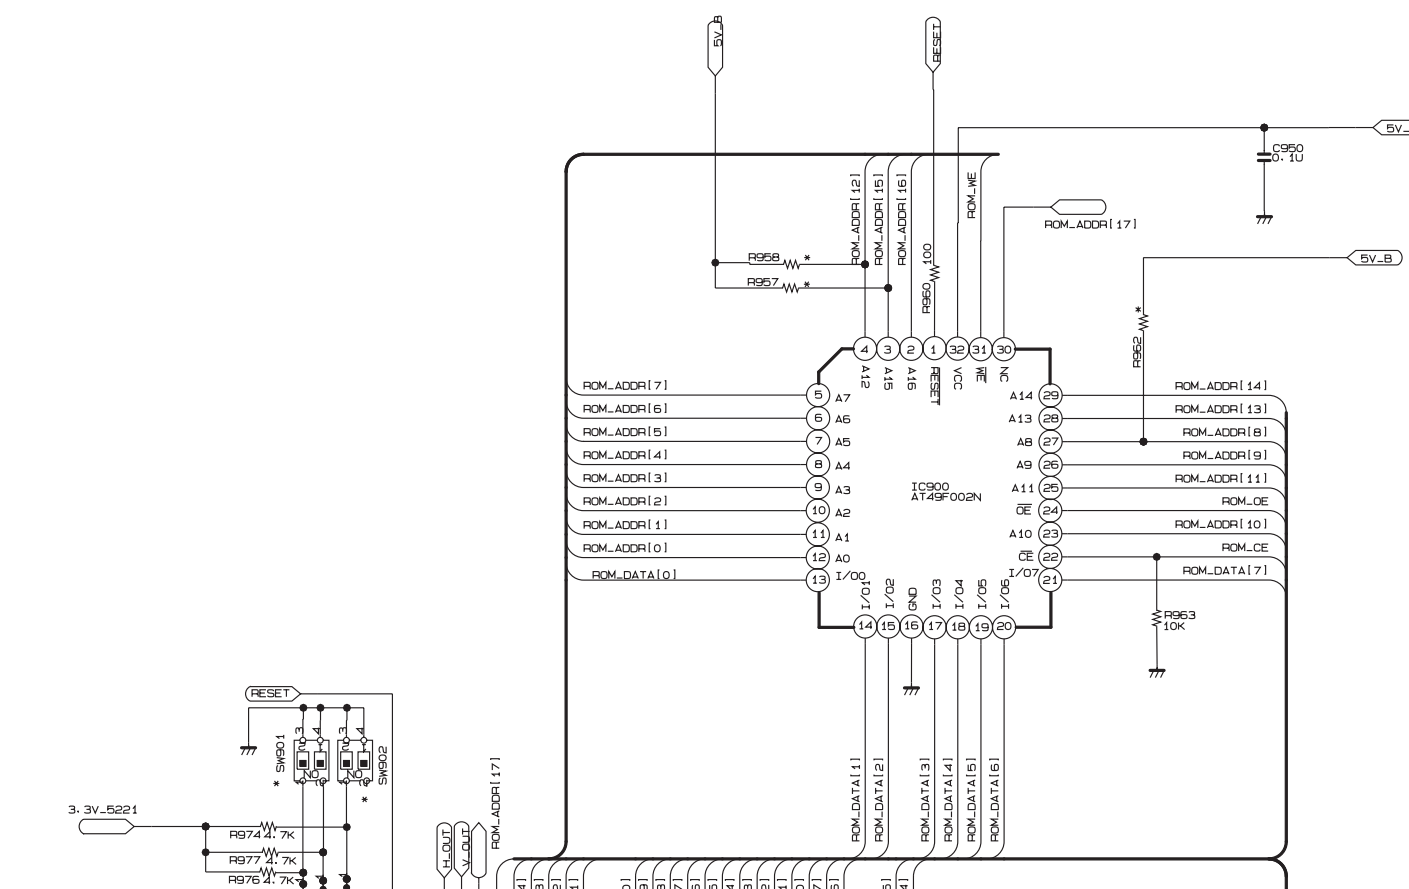 5V_B
RESET
5V_
C950
0.1U
ROM_ADDR[12]
ROM_ADDR[15]
ROM_ADDR[16]
ROM_WE
ROM_ADDR[17]
R958 *
R957 *
100
R960
5V_B
*
R962
4 3 2 1 32 31 30
A12 A15 A16 RESET VCC WE NC
ROM_ADDR[7] 5 A7
ROM_ADDR[6] 6 A6
ROM_ADDR[5] 7 A5
ROM_ADDR[4] 8 A4
ROM_ADDR[3] 9 A3
ROM_ADDR[2] 10 A2
ROM_ADDR[1] 11 A1
ROM_ADDR[0] 12 A0
ROM_DATA[0] 13 I/O0
IC900
AT49F002N
A14 29 ROM_ADDR[14]
A13 28 ROM_ADDR[13]
A8 27 ROM_ADDR[8]
A9 26 ROM_ADDR[9]
A11 25 ROM_ADDR[11]
OE 24 ROM_OE
A10 23 ROM_ADDR[10]
CE 22 ROM_CE
I/O7 21 ROM_DATA[7]
I/O1 I/O2 GND I/O3 I/O4 I/O5 I/O6
14 15 16 17 18 19 20
R963
10K
ROM_DATA[1]
ROM_DATA[2]
ROM_DATA[3]
ROM_DATA[4]
ROM_DATA[5]
ROM_DATA[6]
RESET
3 4 3 4
SW901
*
NO
NO
SW902
*
3.3V_5221
R974 4.7K
R977 4.7K
R976 4.7K
H_OUT
V_OUT
ROM_ADDR[17]